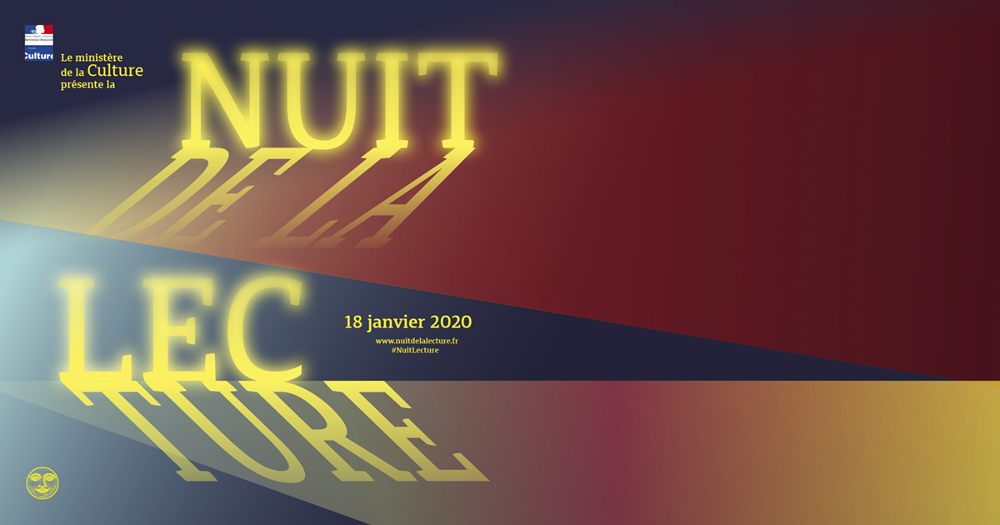 Culture
Le ministère
de la Culture
présente la
NUIT
DE LA
LEC
TURE
18 janvier 2020
www.nuitdelalecture.fr
#NuitLecture